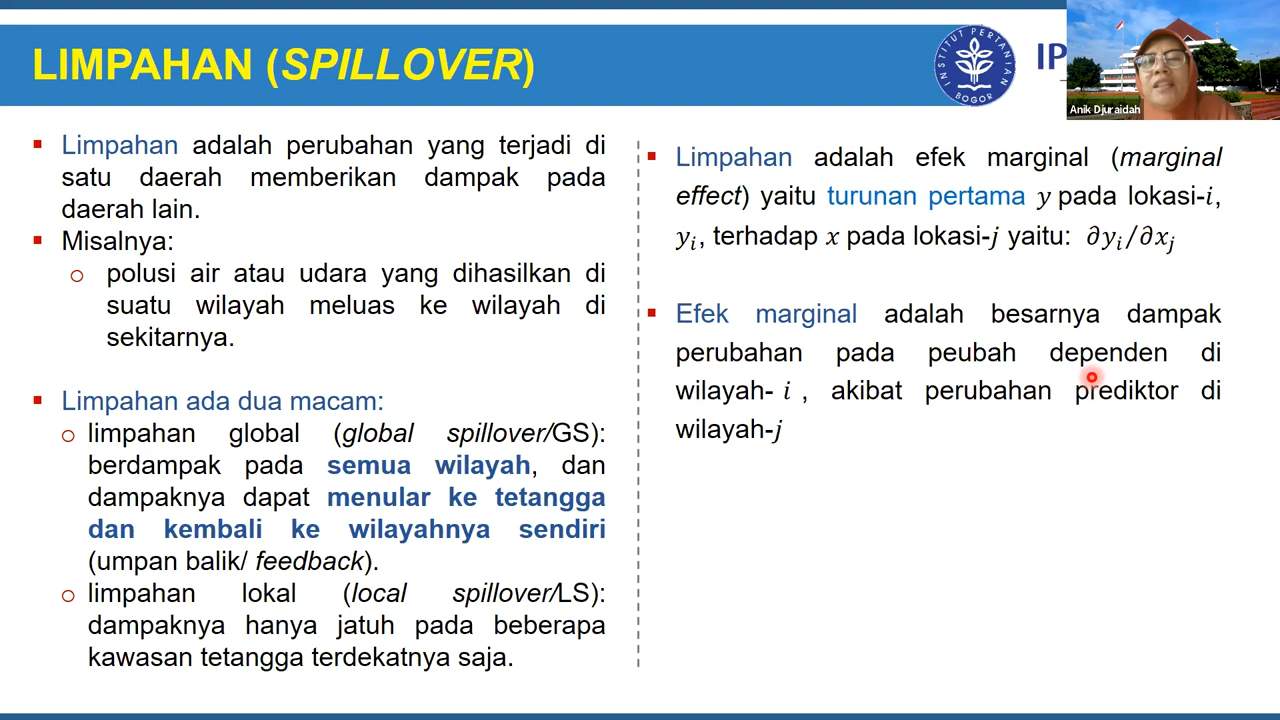 LIMPAHAN (SPILLOVER)
INSTITUT PERTANIAN
BOGOR
IP
Anik Djuraidah
▪ Limpahan adalah perubahan yang terjadi di
satu daerah memberikan dampak pada
daerah lain.
▪ Misalnya:
o polusi air atau udara yang dihasilkan di
suatu wilayah meluas ke wilayah di
sekitarnya.
▪ Limpahan ada dua macam:
o limpahan global (global spillover/GS):
berdampak pada semua wilayah, dan
dampaknya dapat menular ke tetangga
dan kembali ke wilayahnya sendiri
(umpan balik/ feedback).
o limpahan lokal (local spillover/LS):
dampaknya hanya jatuh pada beberapa
kawasan tetangga terdekatnya saja.
▪ Limpahan adalah efek marginal (marginal
effect) yaitu turunan pertama y pada lokasi-i,
yᵢ, terhadap x pada lokasi-j yaitu: ∂yᵢ/∂xⱼ
▪ Efek marginal adalah besarnya dampak
perubahan pada peubah dependen di
wilayah- i , akibat perubahan prediktor di
wilayah-j